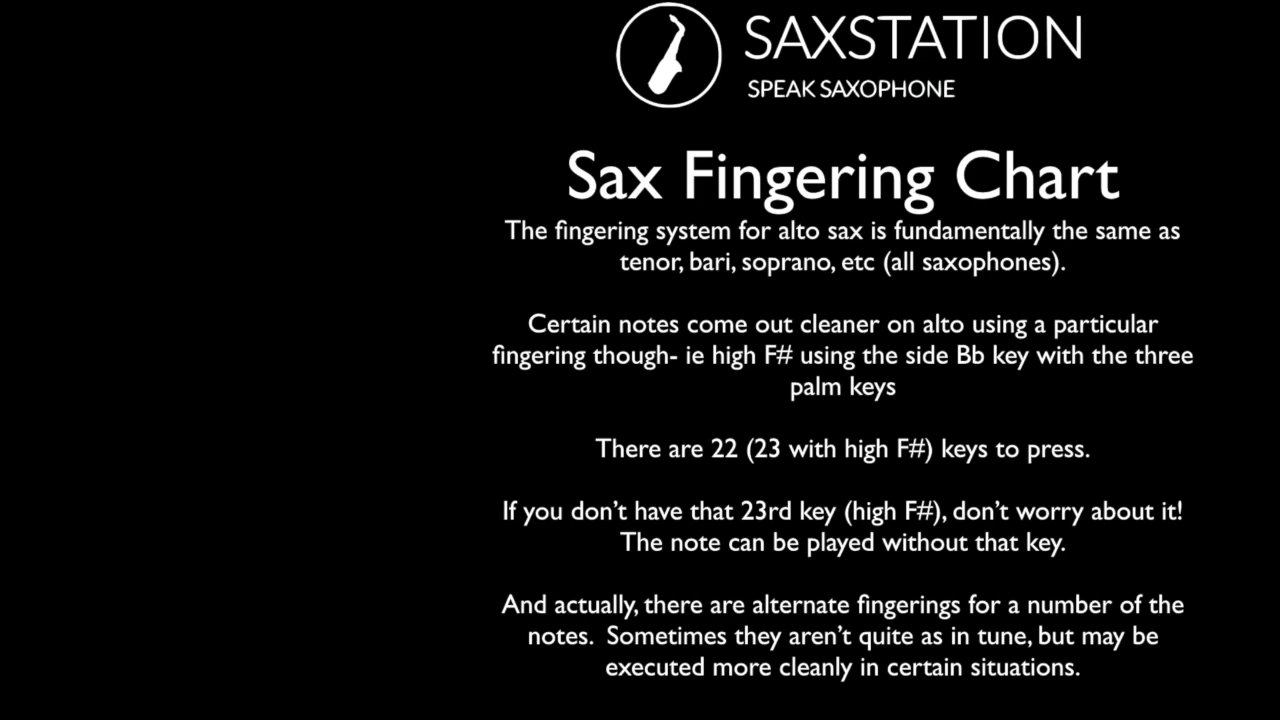 SAXSTATION
SPEAK SAXOPHONE
Sax Fingering Chart
The fingering system for alto sax is fundamentally the same as
tenor, bari, soprano, etc (all saxophones).
Certain notes come out cleaner on alto using a particular
fingering though- ie high F# using the side Bb key with the three
palm keys
There are 22 (23 with high F#) keys to press.
If you don’t have that 23rd key (high F#), don’t worry about it!
The note can be played without that key.
And actually, there are alternate fingerings for a number of the
notes.  Sometimes they aren’t quite as in tune, but may be
executed more cleanly in certain situations.